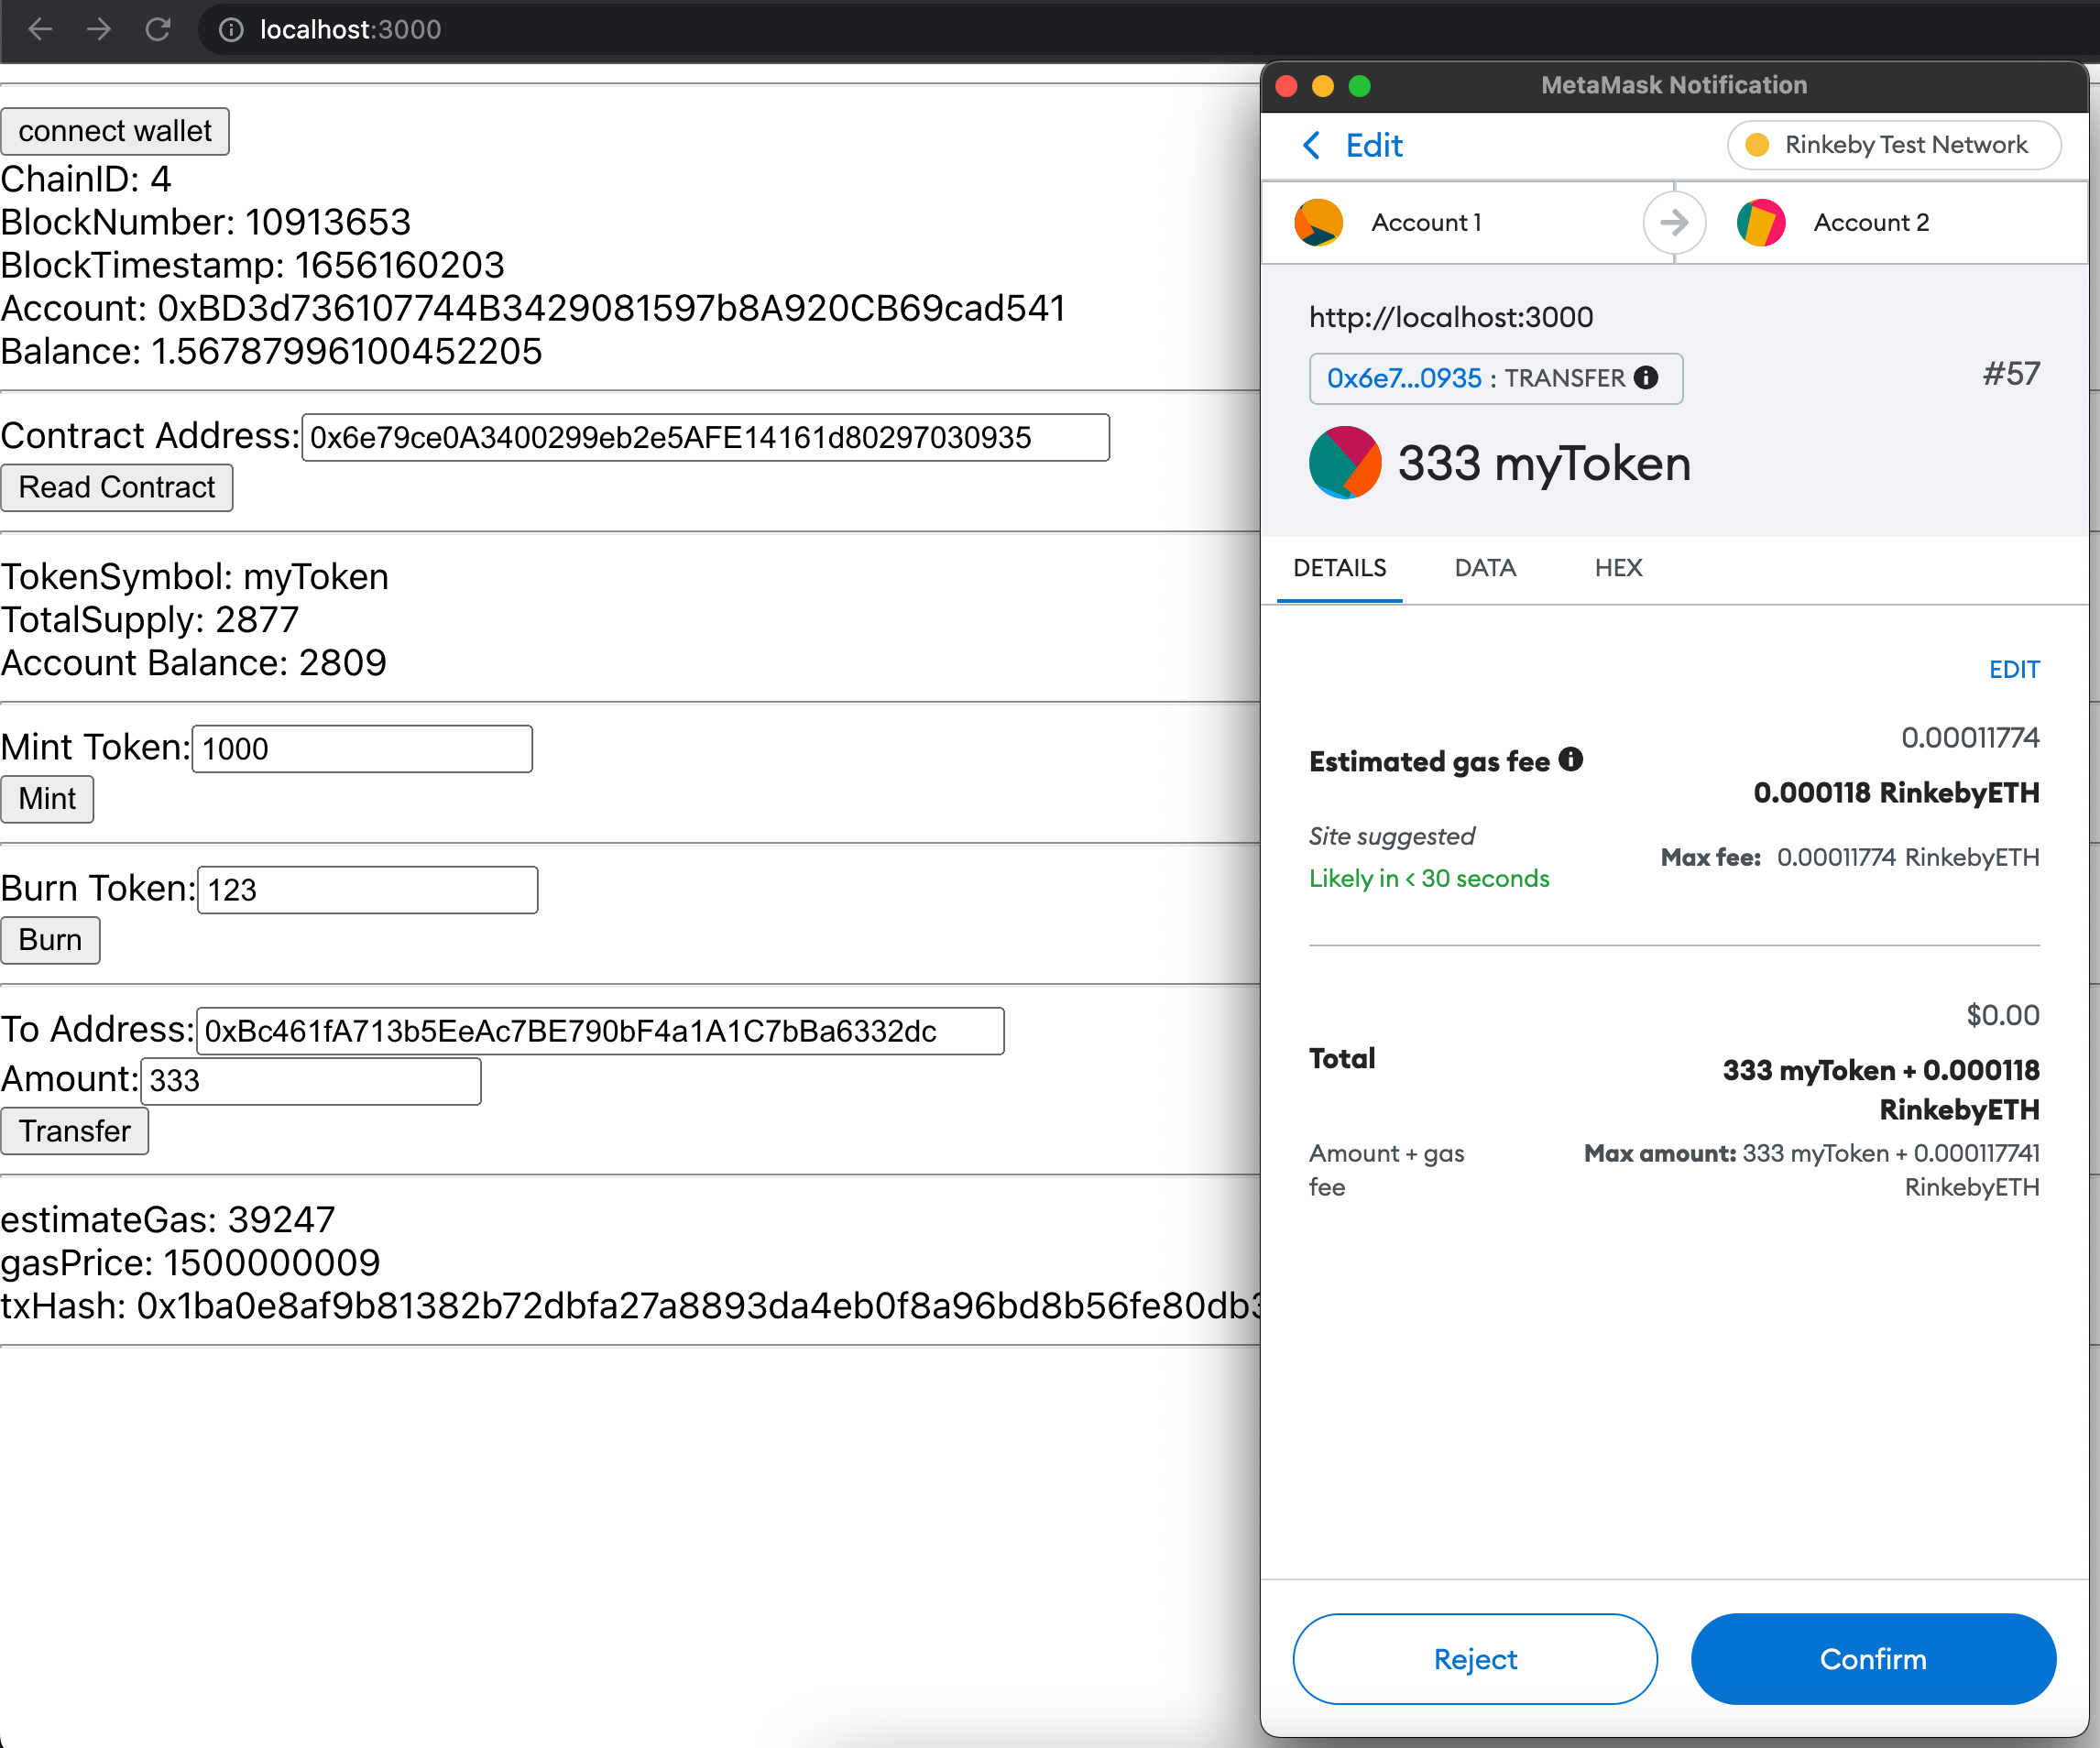 localhost:3000
connect wallet
ChainID: 4
BlockNumber: 10913653
BlockTimestamp: 1656160203
Account: 0xBD3d736107744B3429081597b8A920CB69cad541
Balance: 1.56787996100452205
Contract Address: 0x6e79ce0A3400299eb2e5AFE14161d80297030935
Read Contract
TokenSymbol: myToken
TotalSupply: 2877
Account Balance: 2809
Mint Token: 1000
Mint
Burn Token: 123
Burn
To Address: 0xBc461fA713b5EeAc7BE790bF4a1A1C7bBa6332dc
Amount: 333
Transfer
estimateGas: 39247
gasPrice: 1500000009
txHash: 0x1ba0e8af9b81382b72dbfa27a8893da4eb0f8a96bd8b56fe80db3
MetaMask Notification
Edit
Rinkeby Test Network
Account 1
Account 2
http://localhost:3000
0x6e7...0935 : TRANSFER
#57
333 myToken
DETAILS DATA HEX
EDIT
Estimated gas fee
0.00011774
0.000118 RinkebyETH
Site suggested
Likely in < 30 seconds
Max fee: 0.00011774 RinkebyETH
$0.00
Total
333 myToken + 0.000118
RinkebyETH
Amount + gas
fee
Max amount: 333 myToken + 0.000117741
RinkebyETH
Reject
Confirm